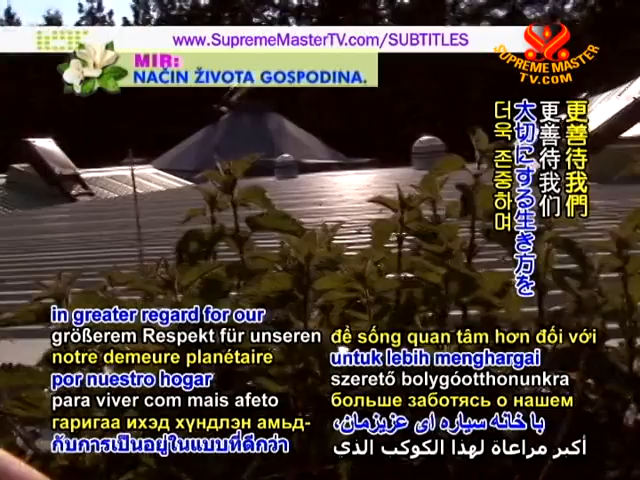 www.SupremeMasterTV.com/SUBTITLES
SUPREME MASTER
TV.COM
MIR:
NAČIN ŽIVOTA GOSPODINA.
更善待我們
更善待我们
大切にする生き方を
더욱 존중하며
in greater regard for our
größerem Respekt für unseren
notre demeure planétaire
por nuestro hogar
para viver com mais afeto
гаригаа ихэд хүндлэн амьд-
กับการเป็นอยู่ในแบบที่ดีกว่า
để sống quan tâm hơn đối với
untuk lebih menghargai
szerető bolygóotthonunkra
больше заботясь о нашем
با خانه سیاره ای عزیزمان،
أكبر مراعاة لهذا الكوكب الذي